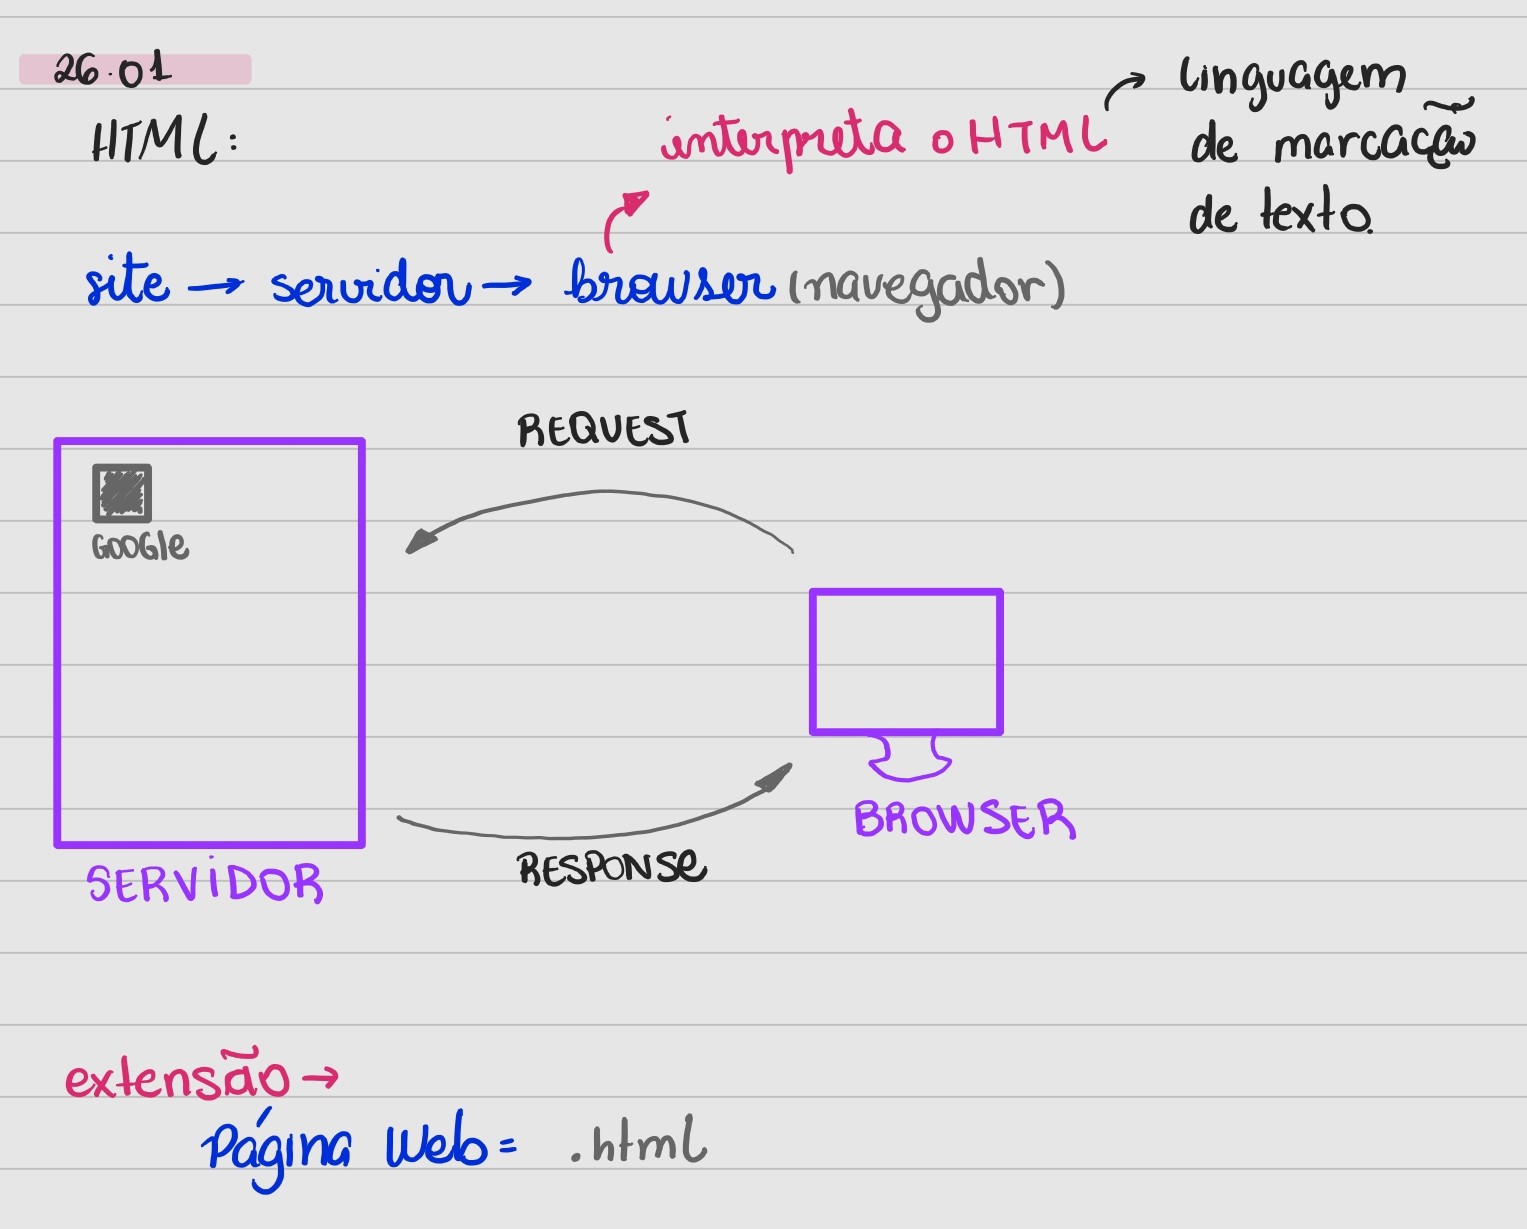 26.01
HTML:
interpreta o HTML
linguagem
de marcação
de texto.
site → servidor → browser (navegador)
REQUEST
GOOGle
BROWSER
RESPONSe
SERViDOR
extensão →
Página Web = .html